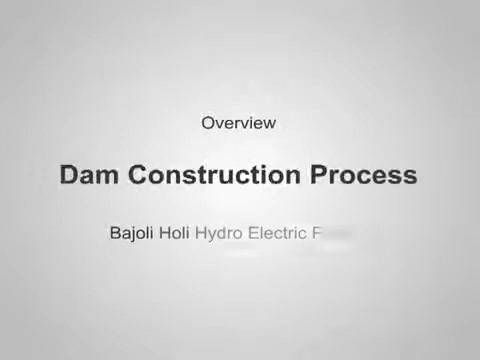 Overview
Dam Construction Process
Bajoli Holi Hydro Electric